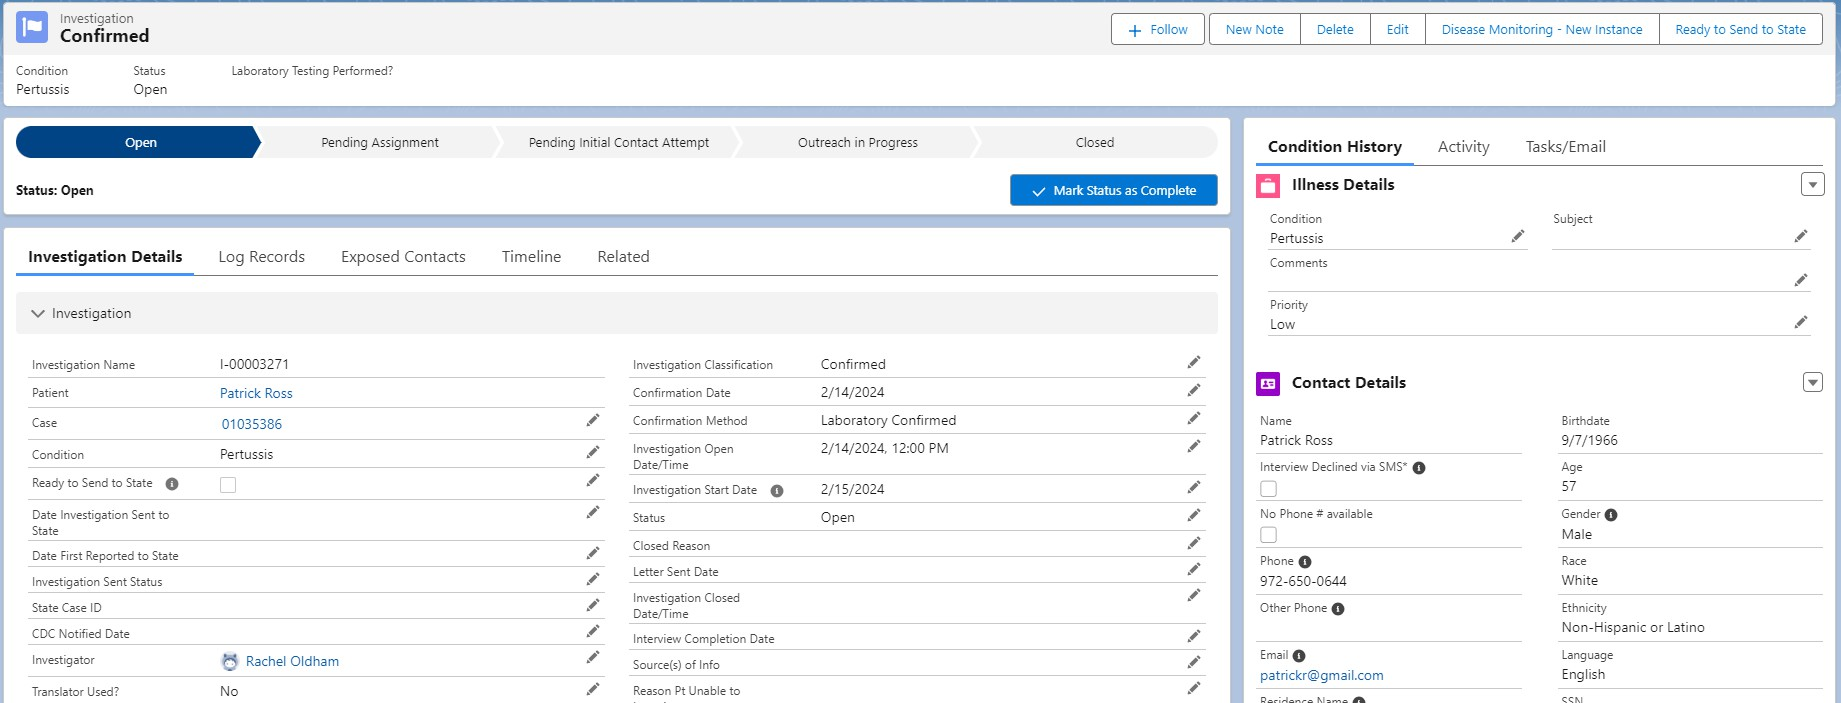 Investigation
Confirmed
Follow
New Note
Delete
Edit
Disease Monitoring - New Instance
Ready to Send to State
Condition
Pertussis
Status
Open
Laboratory Testing Performed?
Open
Pending Assignment
Pending Initial Contact Attempt
Outreach in Progress
Closed
Status: Open
Mark Status as Complete
Investigation Details
Log Records
Exposed Contacts
Timeline
Related
Investigation
Investigation Name
I-00003271
Patient
Patrick Ross
Case
01035386
Condition
Pertussis
Ready to Send to State
Date Investigation Sent to
State
Date First Reported to State
Investigation Sent Status
State Case ID
CDC Notified Date
Investigator
Rachel Oldham
Translator Used?
No
Investigation Classification
Confirmed
Confirmation Date
2/14/2024
Confirmation Method
Laboratory Confirmed
Investigation Open
Date/Time
2/14/2024, 12:00 PM
Investigation Start Date
2/15/2024
Status
Open
Closed Reason
Letter Sent Date
Investigation Closed
Date/Time
Interview Completion Date
Source(s) of Info
Reason Pt Unable to
Condition History
Activity
Tasks/Email
Illness Details
Condition
Pertussis
Subject
Comments
Priority
Low
Contact Details
Name
Patrick Ross
Birthdate
9/7/1966
Interview Declined via SMS*
Age
57
No Phone # available
Gender
Male
Phone
972-650-0644
Race
White
Other Phone
Ethnicity
Non-Hispanic or Latino
Email
patrickr@gmail.com
Language
English
Residence Name
SSN